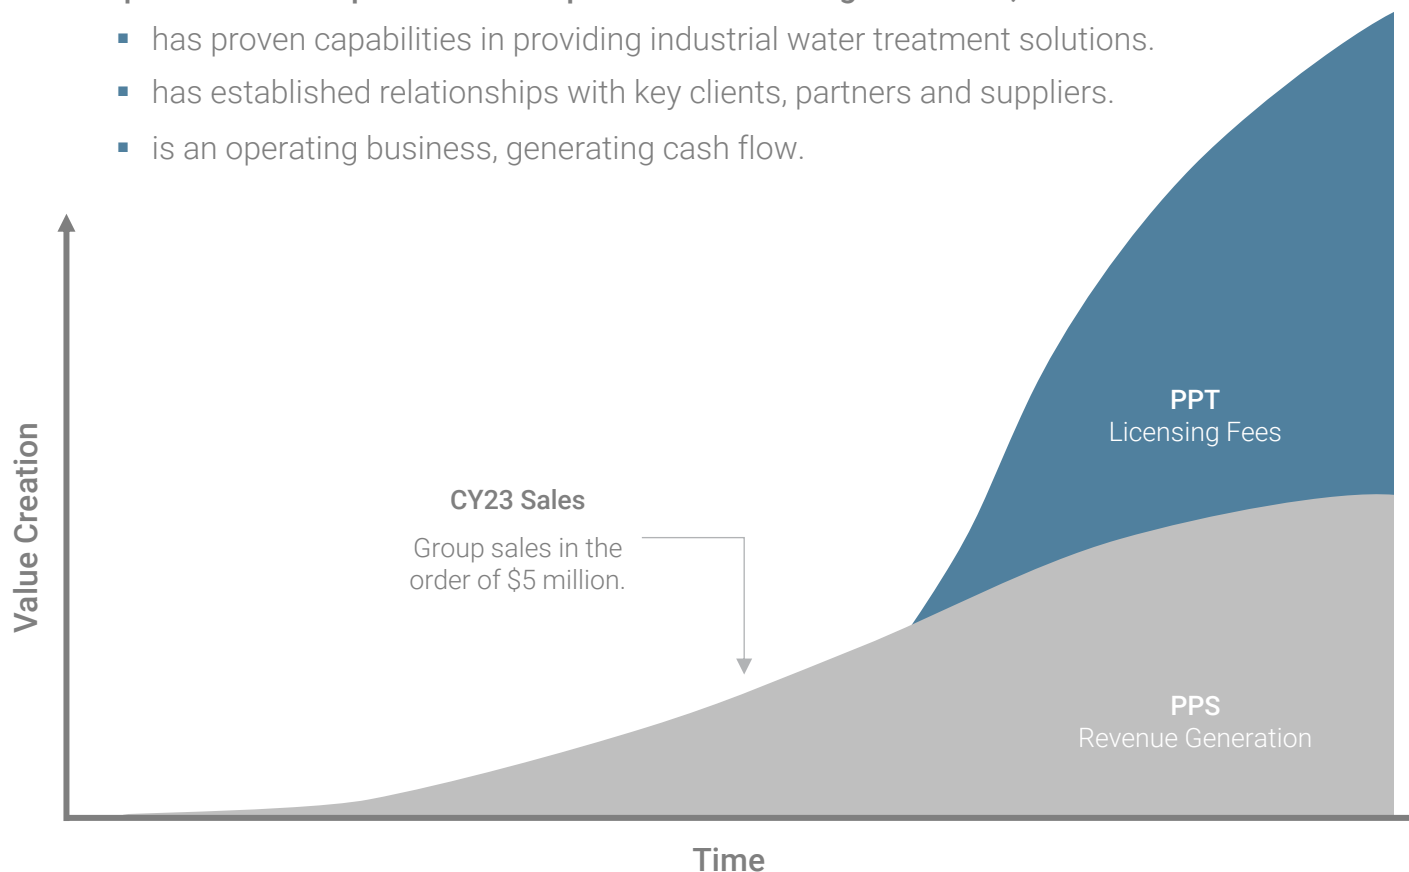 ▪ has proven capabilities in providing industrial water treatment solutions.
▪ has established relationships with key clients, partners and suppliers.
▪ is an operating business, generating cash flow.
PPT
Licensing Fees
CY23 Sales
Group sales in the
order of $5 million.
Value Creation
PPS
Revenue Generation
Time